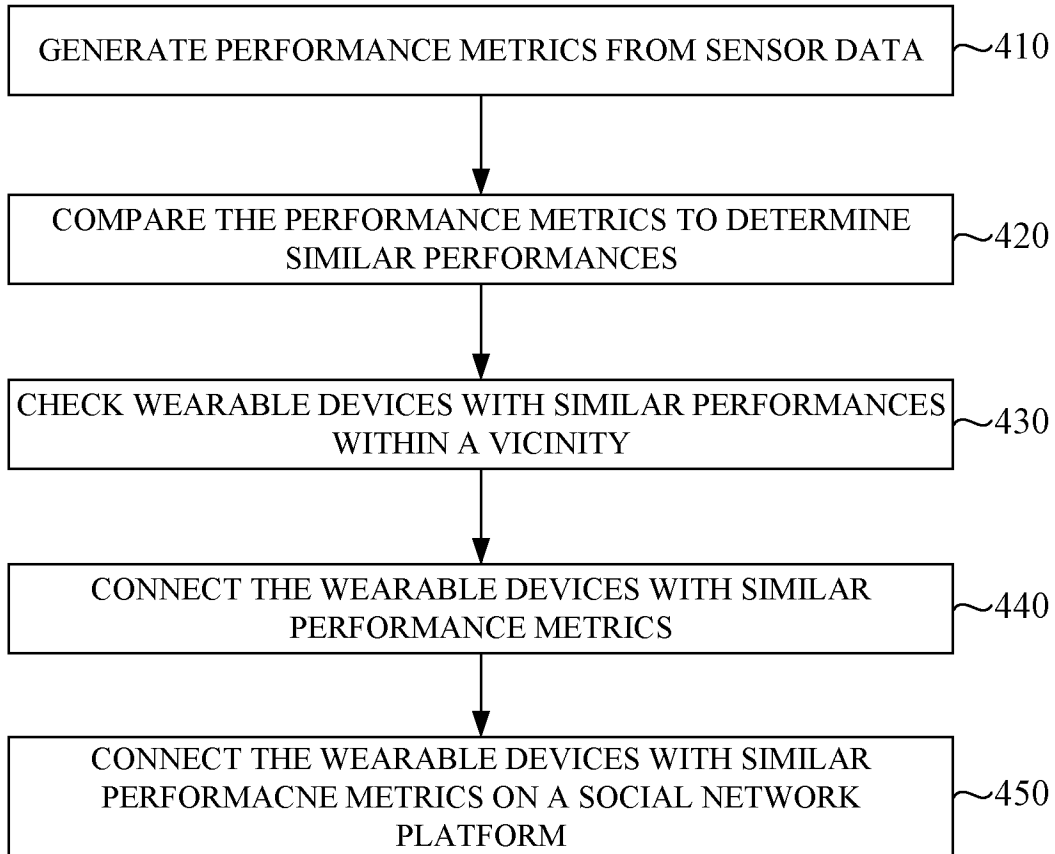 GENERATE PERFORMANCE METRICS FROM SENSOR DATA
410
COMPARE THE PERFORMANCE METRICS TO DETERMINE
SIMILAR PERFORMANCES
420
CHECK WEARABLE DEVICES WITH SIMILAR PERFORMANCES
WITHIN A VICINITY
430
CONNECT THE WEARABLE DEVICES WITH SIMILAR
PERFORMANCE METRICS
440
CONNECT THE WEARABLE DEVICES WITH SIMILAR
PERFORMACNE METRICS ON A SOCIAL NETWORK
PLATFORM
450